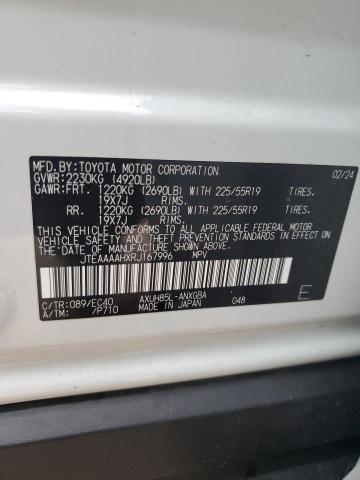 MFD.BY:TOYOTA MOTOR CORPORATION 02/24
GVWR:2230KG (4920LB)
GAWR:FRT. 1220KG (2690LB) WITH 225/55R19 TIRES.
19X7J RIMS.
RR. 1220KG (2690LB) WITH 225/55R19 TIRES.
19X7J RIMS.
THIS VEHICLE CONFORMS TO ALL APPLICABLE FEDERAL MOTOR
VEHICLE SAFETY AND THEFT PREVENTION STANDARDS IN EFFECT ON
THE DATE OF MANUFACTURE SHOWN ABOVE.
JTEAAAAHXRJ167996 MPV
C/TR:089/EC40 AXUH85L-ANXGBA
A/TM: /P710 MADE IN JAPAN 048 E